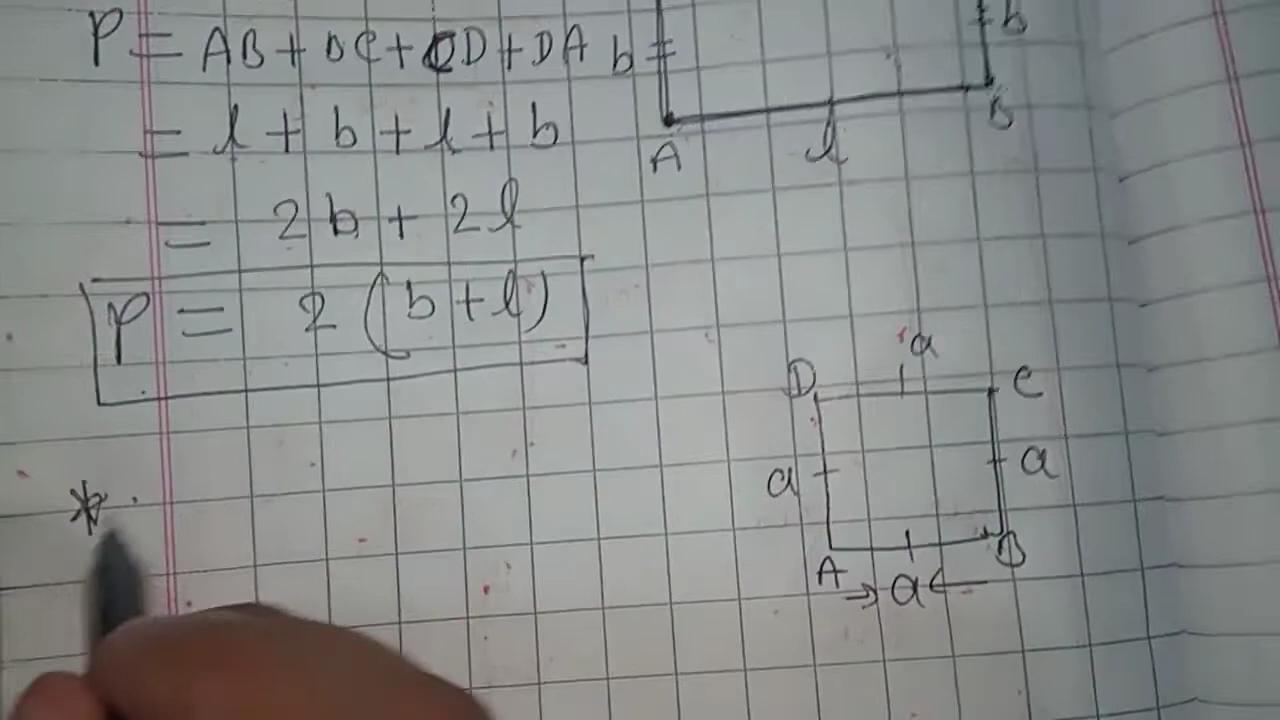 P = AB + BC + CD + DA
= l + b + l + b
= 2b + 2l
P = 2 (b + l)
b
b
A
l
B
*
a
D
C
a
a
A
B
→ a ←